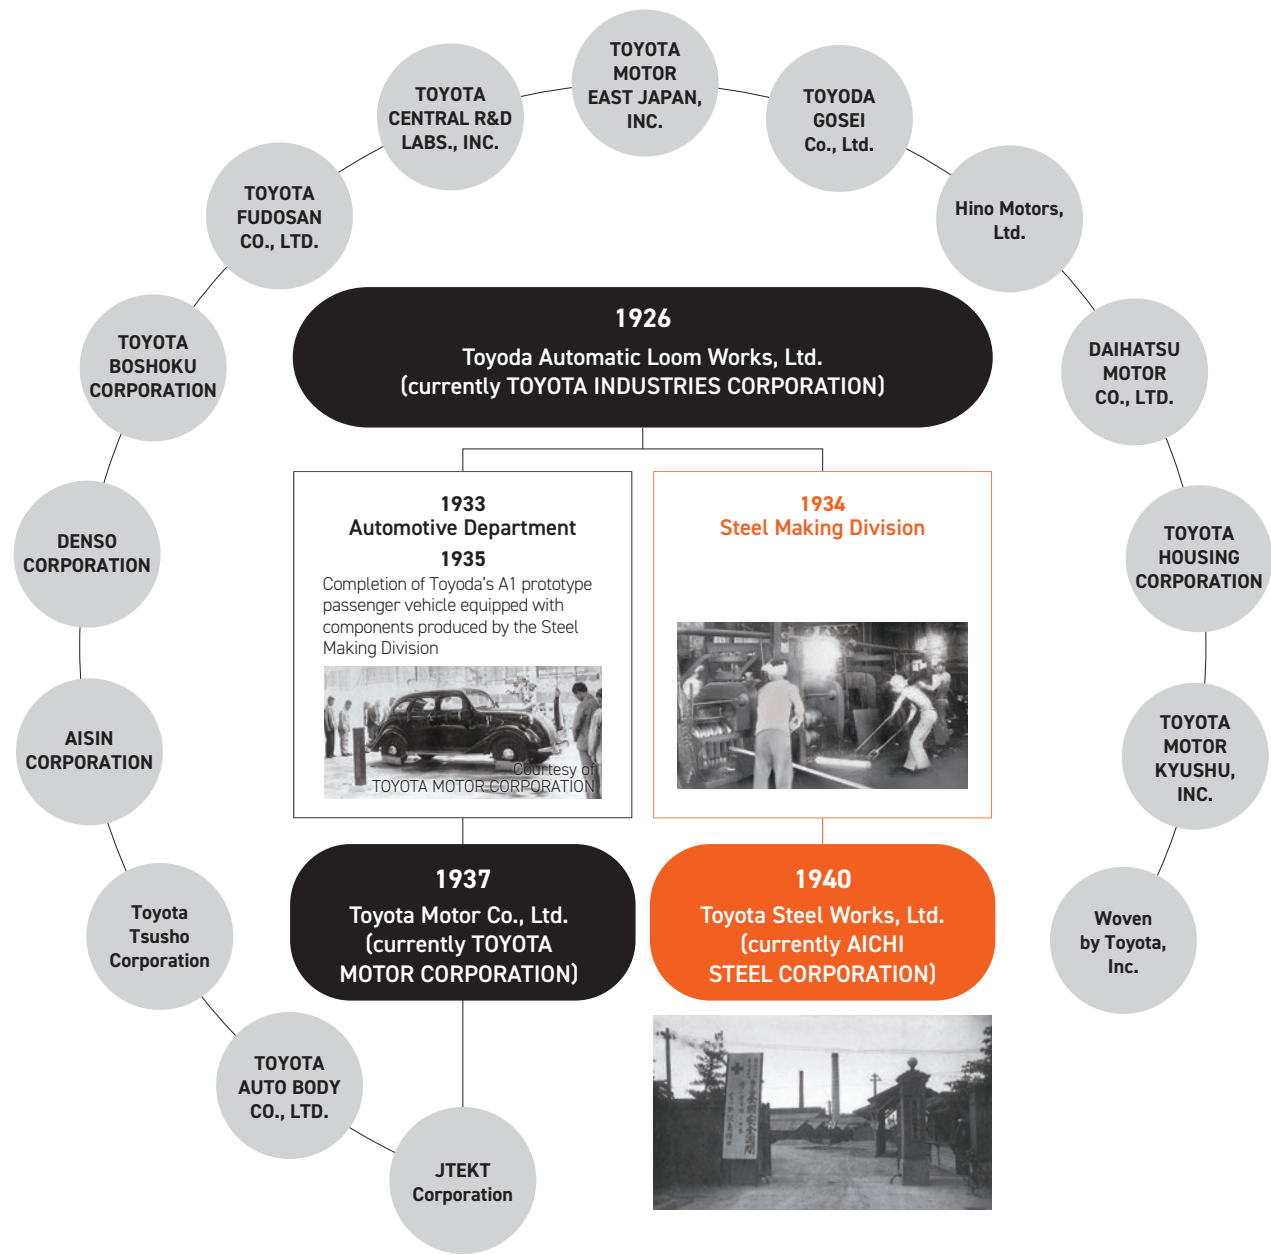 TOYOTA
MOTOR
EAST JAPAN,
INC.
TOYOTA
CENTRAL R&D
LABS., INC.
TOYODA
GOSEI
Co., Ltd.
TOYOTA
FUDOSAN
CO., LTD.
Hino Motors,
Ltd.
TOYOTA
BOSHOKU
CORPORATION
DAIHATSU
MOTOR
CO., LTD.
DENSO
CORPORATION
TOYOTA
HOUSING
CORPORATION
AISIN
CORPORATION
TOYOTA
MOTOR
KYUSHU,
INC.
Toyota
Tsusho
Corporation
Woven
by Toyota,
Inc.
TOYOTA
AUTO BODY
CO., LTD.
JTEKT
Corporation
1926
Toyoda Automatic Loom Works, Ltd.
(currently TOYOTA INDUSTRIES CORPORATION)
1933
Automotive Department
1935
Completion of Toyoda's A1 prototype
passenger vehicle equipped with
components produced by the Steel
Making Division
Courtesy of
TOYOTA MOTOR CORPORATION
1934
Steel Making Division
1937
Toyota Motor Co., Ltd.
(currently TOYOTA
MOTOR CORPORATION)
1940
Toyota Steel Works, Ltd.
(currently AICHI
STEEL CORPORATION)